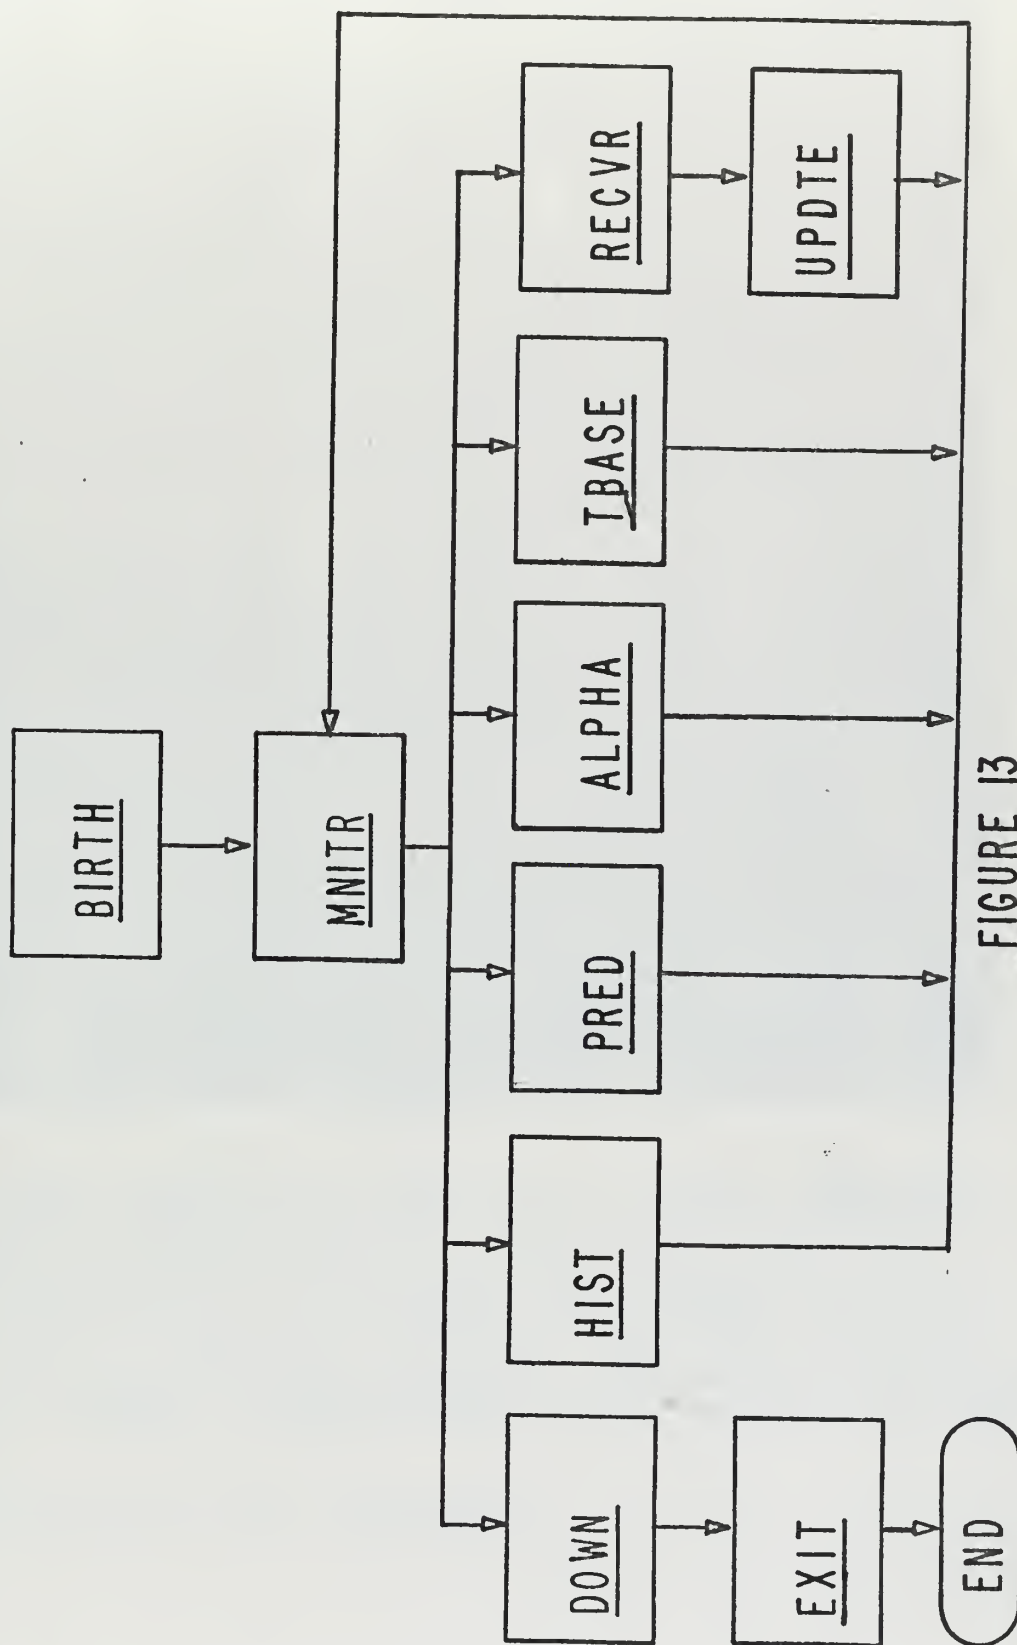 BIRTH
MNITR
DOWN
HIST
PRED
ALPHA
TBASE
RECVR
EXIT
UPDTE
END
FIGURE 13